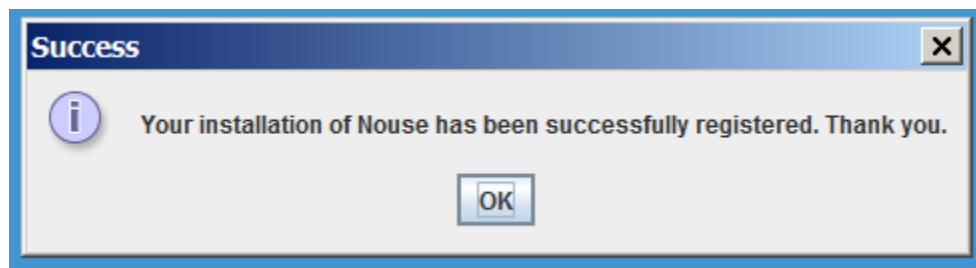 Success
Your installation of Nouse has been successfully registered. Thank you.
OK